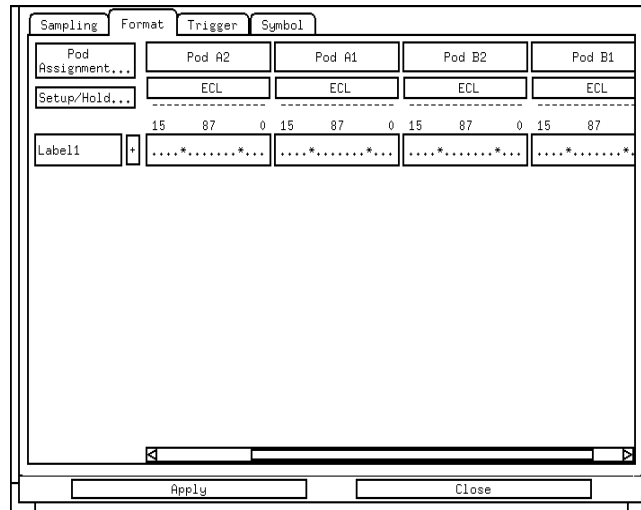 Sampling Format Trigger Symbol
Pod Assignment... Pod A2 Pod A1 Pod B2 Pod B1
Setup/Hold... ECL ECL ECL ECL
15 87 0 15 87 0 15 87 0 15 87
Label1 + ....*.......*... ....*.......*... ....*.......*... ....*.......*.
Apply Close